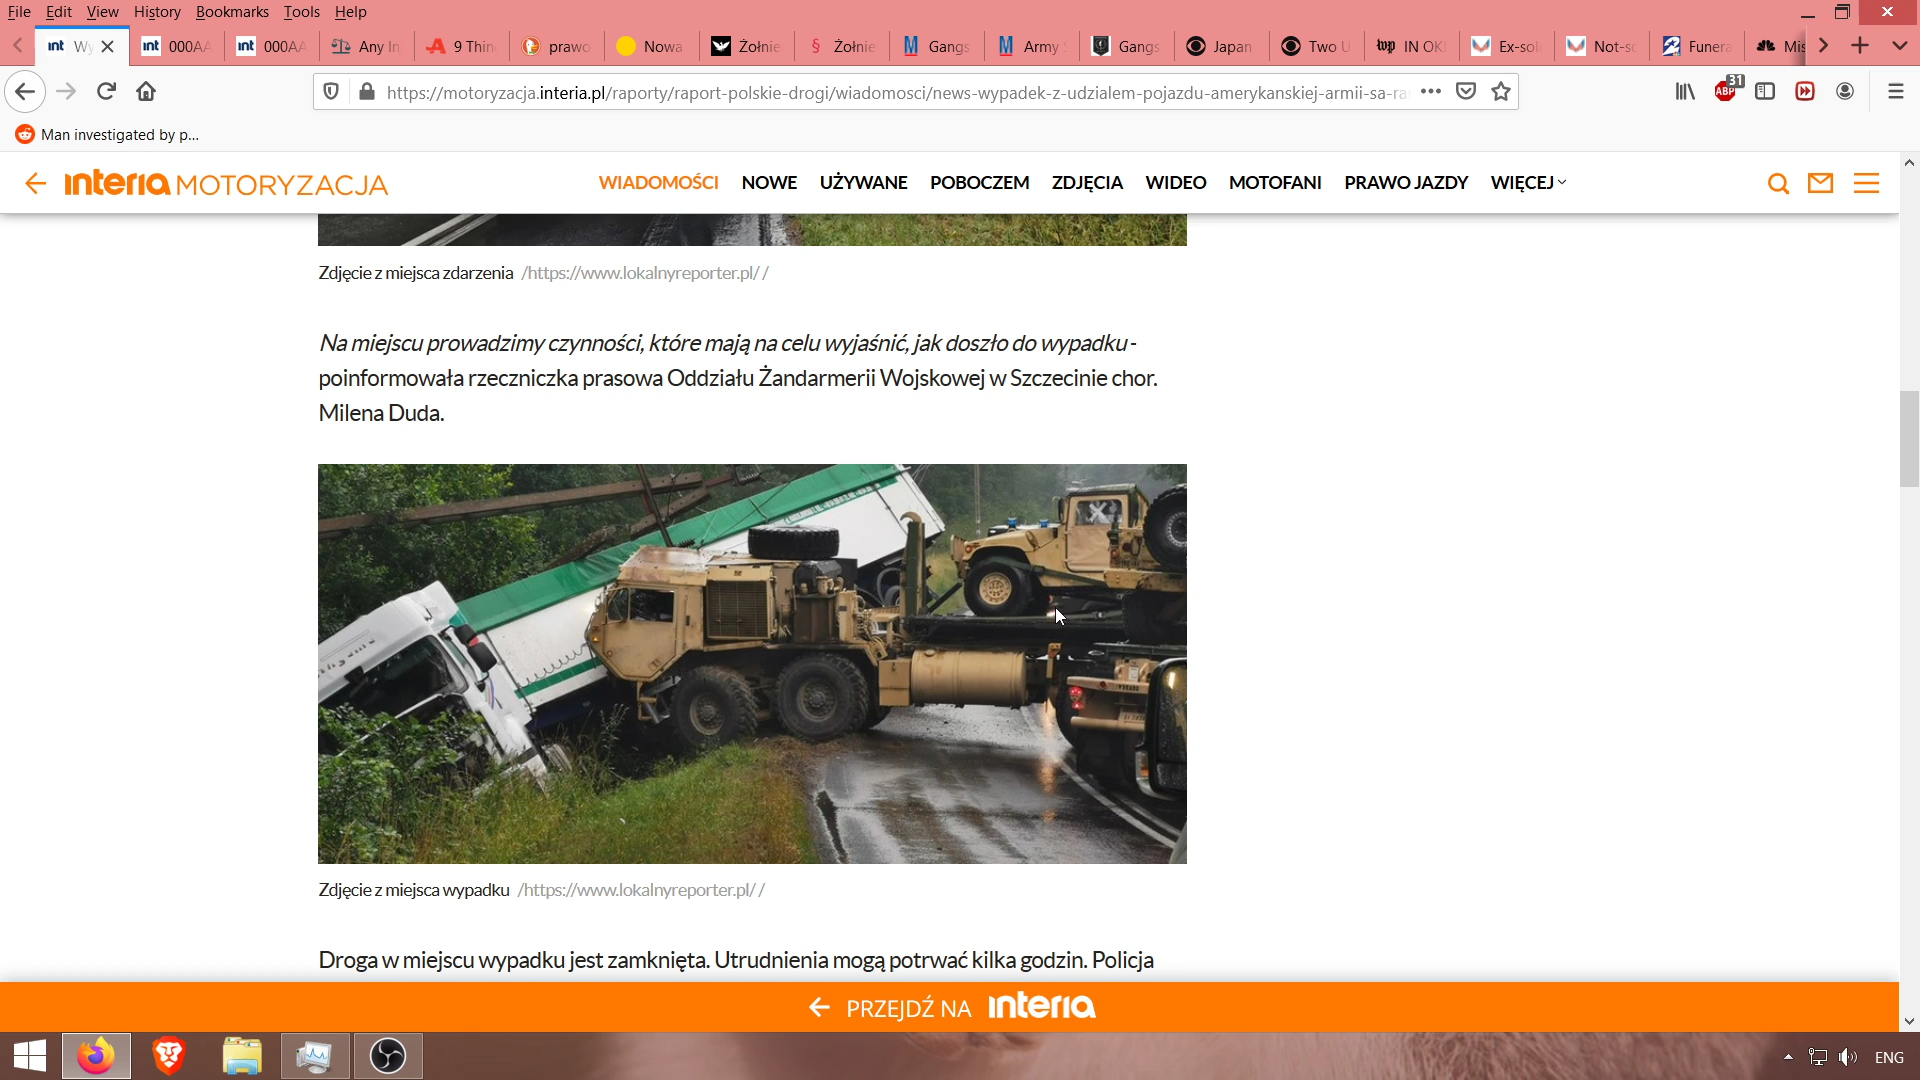 File Edit View History Bookmarks Tools Help
Wy 000AA 000AA Any In 9 Thin prawo Nowa Żołnie Żołnie Gangs Army Gangs Japan Two U IN OK Ex-sol Not-so Funera Mis
https://motoryzacja.interia.pl/raporty/raport-polskie-drogi/wiadomosci/news-wypadek-z-udzialem-pojazdu-amerykanskiej-armii-sa-ra
ABP 31
Man investigated by p...
interia MOTORYZACJA
WIADOMOŚCI NOWE UŻYWANE POBOCZEM ZDJĘCIA WIDEO MOTOFANI PRAWO JAZDY WIĘCEJ
Zdjęcie z miejsca zdarzenia /https://www.lokalnyreporter.pl/ /
Na miejscu prowadzimy czynności, które mają na celu wyjaśnić, jak doszło do wypadku -
poinformowała rzeczniczka prasowa Oddziału Żandarmerii Wojskowej w Szczecinie chor.
Milena Duda.
Zdjęcie z miejsca wypadku /https://www.lokalnyreporter.pl/ /
Droga w miejscu wypadku jest zamknięta. Utrudnienia mogą potrwać kilka godzin. Policja
PRZEJDŹ NA interia
ENG